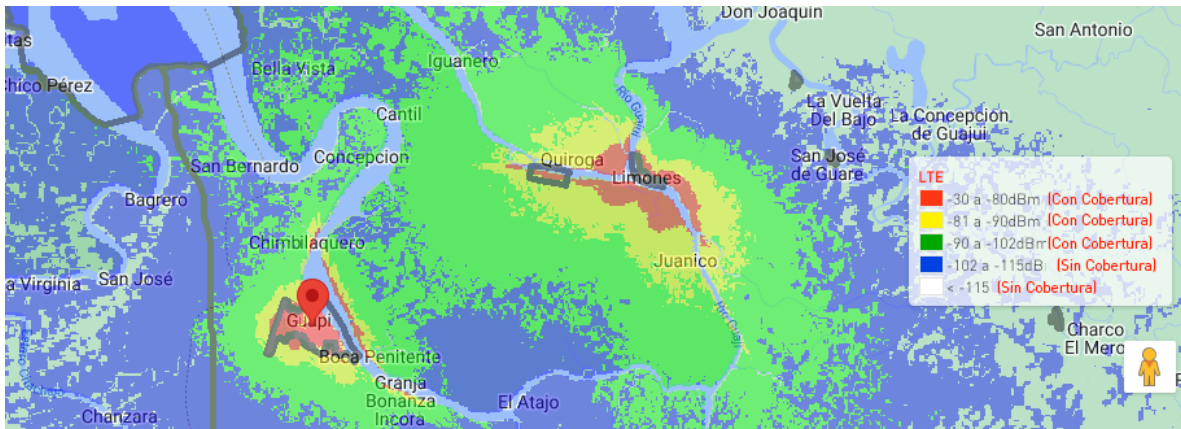 Don Joaquin
San Antonio
Iguanero
Bella Vista
Chico Pérez
Rio Guajui
La Vuelta
Del Bajo
La Concepción
de Guajui
Cantil
Concepcion
San Bernardo
Quiroga
Limones
San José
de Guare
Bagrero
Chimbilaquero
Juanico
San José
a Virginia
Guapi
Boca Penitente
Granja
Bonanza
Incora
El Atajo
Chanzara
Charco
El Mero
LTE
-30 a -80dBm (Con Cobertura)
-81 a -90dBm (Con Cobertura)
-90 a -102dBm (Con Cobertura)
-102 a -115dB (Sin Cobertura)
< -115 (Sin Cobertura)